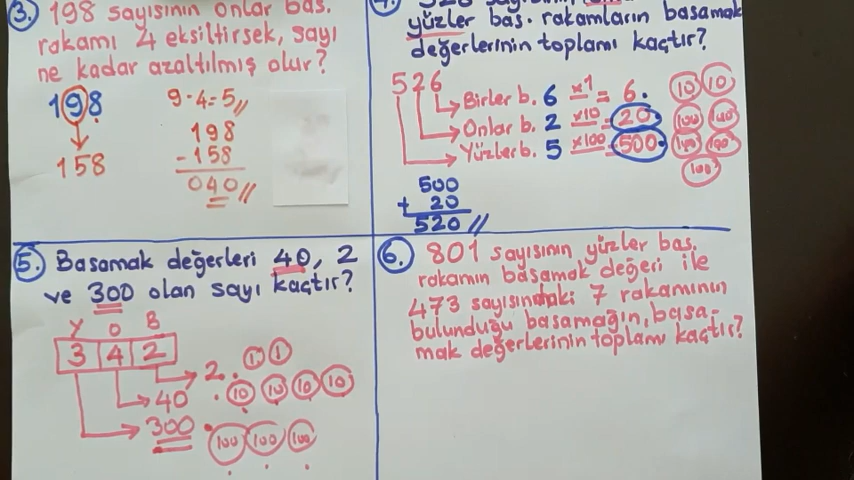 3. 198 sayısının onlar bas.
rakamı 4 eksiltirsek, sayı
ne kadar azaltılmış olur?
198
158
9-4=5
198
-158
040
yüzler bas. rakamların basamak
değerlerinin toplamı kaçtır?
526
Birler b. 6 x1 = 6.
Onlar b. 2 x10 = 20.
Yüzler b. 5 x100 = 500.
10 10
100 100
100 100
100
500
+ 20
520
5. Basamak değerleri 40, 2
ve 300 olan sayı kaçtır?
Y O B
3 4 2
2. 1 1
40 10 10 10 10
300 100 100 100
6. 801 sayısının yüzler bas.
rakamın basamak değeri ile
473 sayısındaki 7 rakamının
bulunduğu basamağın, basa-
mak değerlerinin toplamı kaçtır?